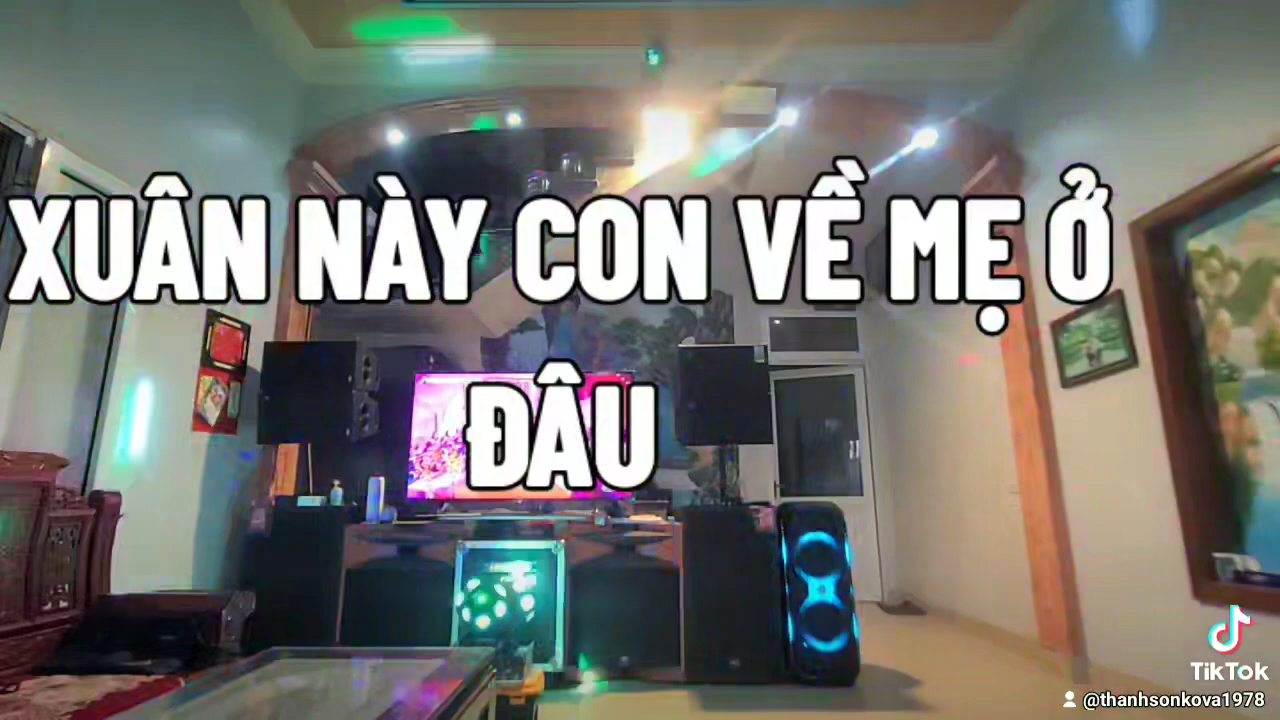 XUÂN NÀY CON VỀ MẸ Ở
ĐÂU
TikTok
@thanhsonkova1978